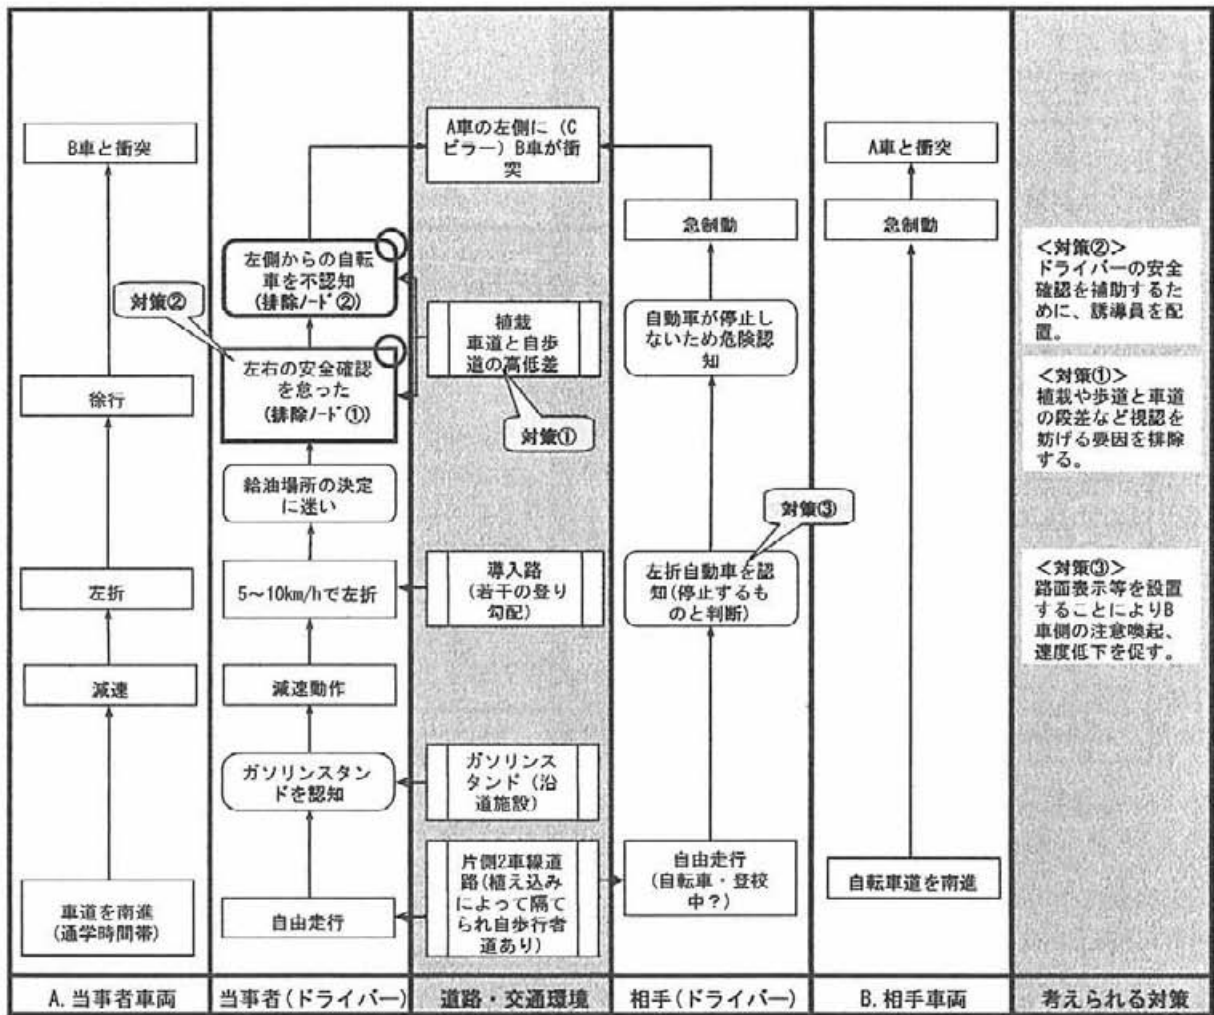 B車と衝突
徐行
左折
減速
車道を南進
(通学時間帯)
A.当事者車両
左側からの自転
車を不認知
(排除ﾉｰﾄﾞ②)
対策②
左右の安全確認
を怠った
(排除ﾉｰﾄﾞ①)
給油場所の決定
に迷い
5～10km/hで左折
減速動作
ガソリンスタン
ドを認知
自由走行
当事者(ドライバー)
A車の左側に（C
ピラー）B車が衝
突
植栽
車道と自歩
道の高低差
対策①
導入路
(若干の登り
勾配)
ガソリンス
タンド（沿
道施設）
片側2車線道
路(植え込み
によって隔て
られ自歩行者
道あり)
道路・交通環境
急制動
自動車が停止し
ないため危険認
知
対策③
左折自動車を認
知(停止するも
のと判断)
自由走行
(自転車・登校
中？)
相手(ドライバー)
A車と衝突
急制動
自転車道を南進
B.相手車両
＜対策②＞
ドライバーの安全
確認を補助するた
めに、誘導員を配
置。
＜対策①＞
植栽や歩道と車道
の段差など視認を
妨げる要因を排除
する。
＜対策③＞
路面表示等を設置
することによりB
車側の注意喚起、
速度低下を促す。
考えられる対策